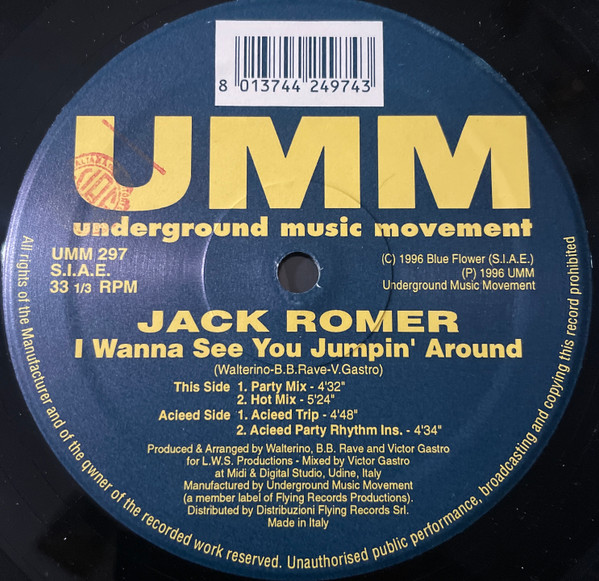 8 013744 249743
UMM
underground music movement
UMM 297
S.I.A.E.
33 1/3 RPM
(C) 1996 Blue Flower (S.I.A.E.)
(P) 1996 UMM
Underground Music Movement
JACK ROMER
I Wanna See You Jumpin' Around
(Walterino-B.B.Rave-V.Gastro)
This Side 1. Party Mix - 4'32"
2. Hot Mix - 5'24"
Acieed Side 1. Acieed Trip - 4'48"
2. Acieed Party Rhythm Ins. - 4'34"
Produced & Arranged by Walterino, B.B. Rave and Victor Gastro
for L.W.S. Productions - Mixed by Victor Gastro
at Midi & Digital Studio, Udine, Italy
Manufactured by Underground Music Movement
(a member label of Flying Records Productions).
Distributed by Distribuzioni Flying Records Srl.
Made in Italy
All rights of the Manufacturer and of the qwner of the recorded work reserved. Unauthorised public performance, broadcasting and copying this record prohibited